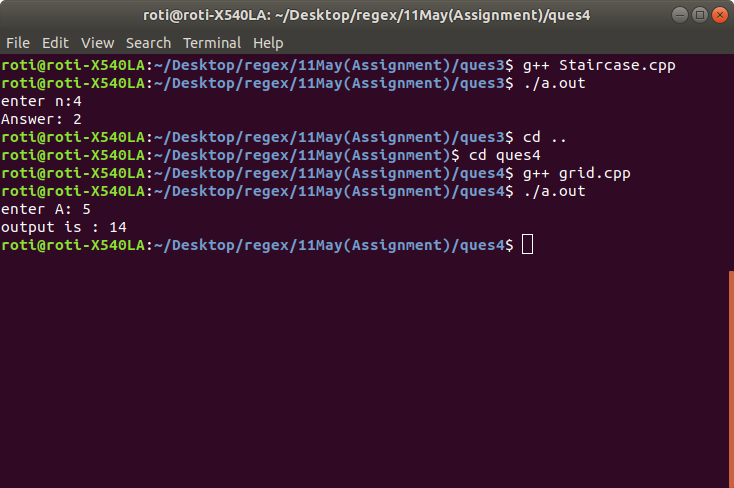 roti@roti-X540LA: ~/Desktop/regex/11May(Assignment)/ques4
File Edit View Search Terminal Help
roti@roti-X540LA:~/Desktop/regex/11May(Assignment)/ques3$ g++ Staircase.cpp
roti@roti-X540LA:~/Desktop/regex/11May(Assignment)/ques3$ ./a.out
enter n:4
Answer: 2
roti@roti-X540LA:~/Desktop/regex/11May(Assignment)/ques3$ cd ..
roti@roti-X540LA:~/Desktop/regex/11May(Assignment)$ cd ques4
roti@roti-X540LA:~/Desktop/regex/11May(Assignment)/ques4$ g++ grid.cpp
roti@roti-X540LA:~/Desktop/regex/11May(Assignment)/ques4$ ./a.out
enter A: 5
output is : 14
roti@roti-X540LA:~/Desktop/regex/11May(Assignment)/ques4$